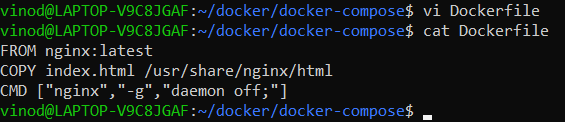 vinod@LAPTOP-V9C8JGAF:~/docker/docker-compose$ vi Dockerfile
vinod@LAPTOP-V9C8JGAF:~/docker/docker-compose$ cat Dockerfile
FROM nginx:latest
COPY index.html /usr/share/nginx/html
CMD ["nginx","-g","daemon off;"]
vinod@LAPTOP-V9C8JGAF:~/docker/docker-compose$